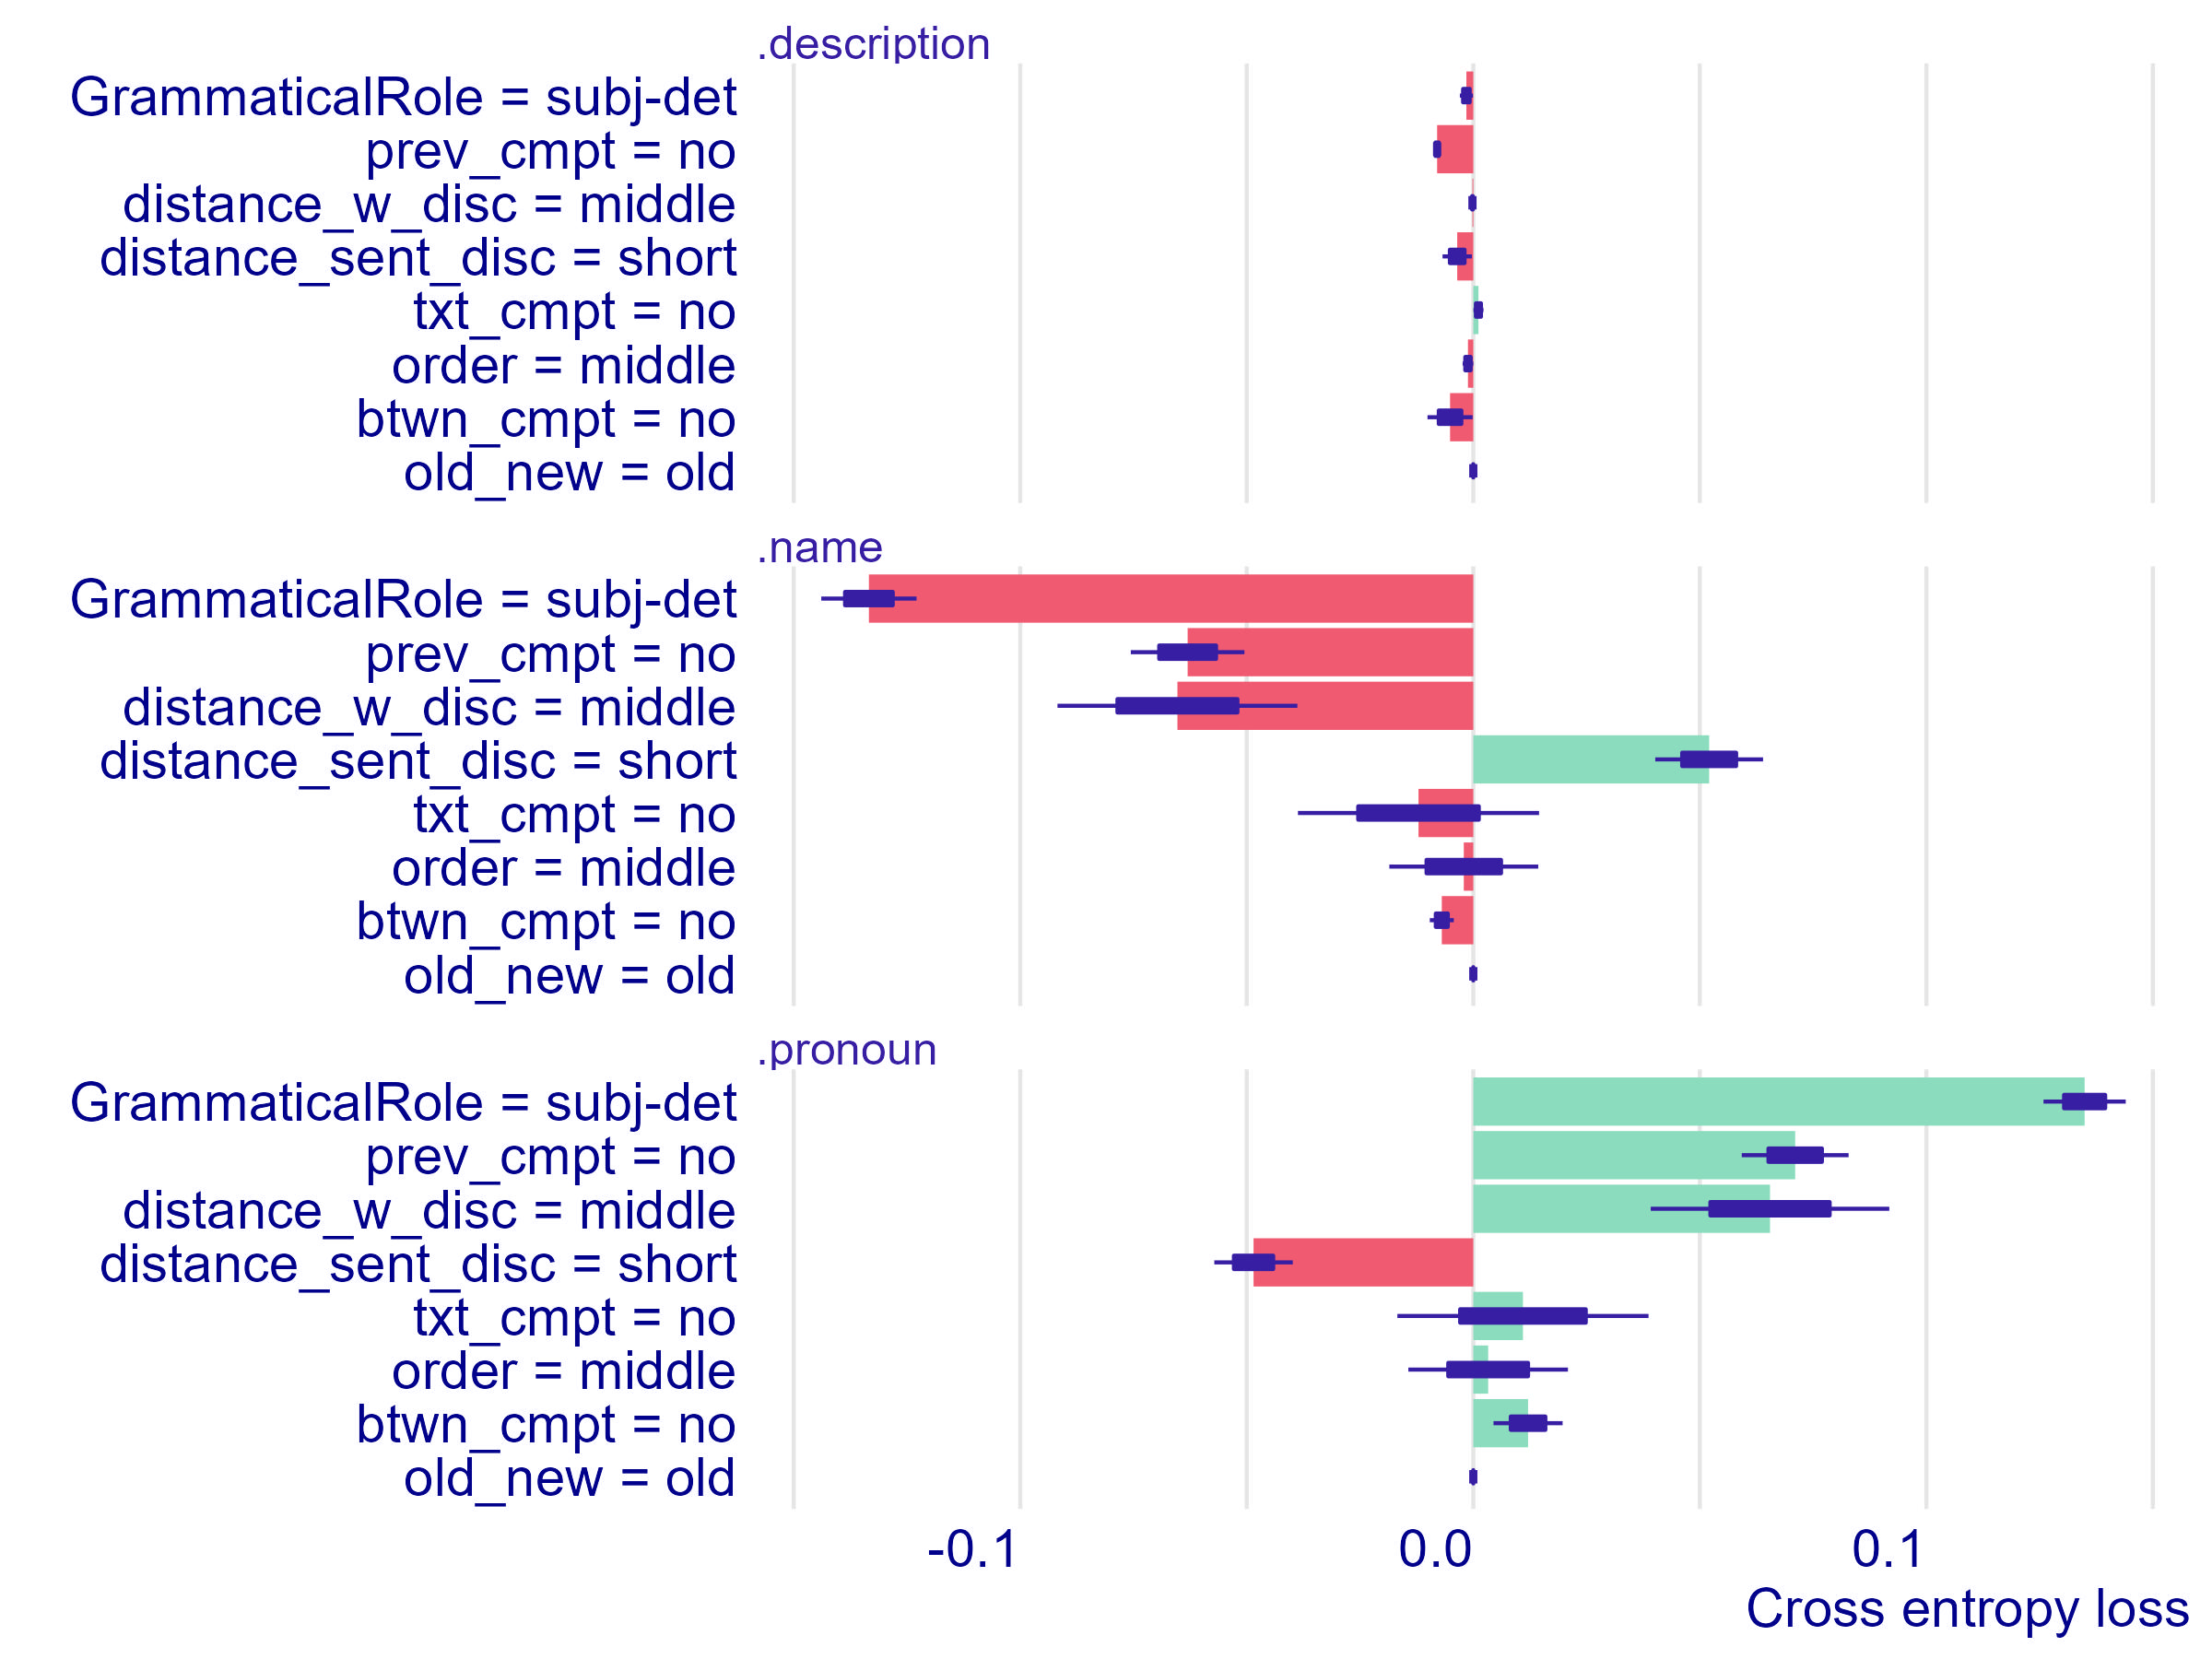 .description
GrammaticalRole = subj-det
prev_cmpt = no
distance_w_disc = middle
distance_sent_disc = short
txt_cmpt = no
order = middle
btwn_cmpt = no
old_new = old
.name
GrammaticalRole = subj-det
prev_cmpt = no
distance_w_disc = middle
distance_sent_disc = short
txt_cmpt = no
order = middle
btwn_cmpt = no
old_new = old
.pronoun
GrammaticalRole = subj-det
prev_cmpt = no
distance_w_disc = middle
distance_sent_disc = short
txt_cmpt = no
order = middle
btwn_cmpt = no
old_new = old
-0.1 0.0 0.1
Cross entropy loss